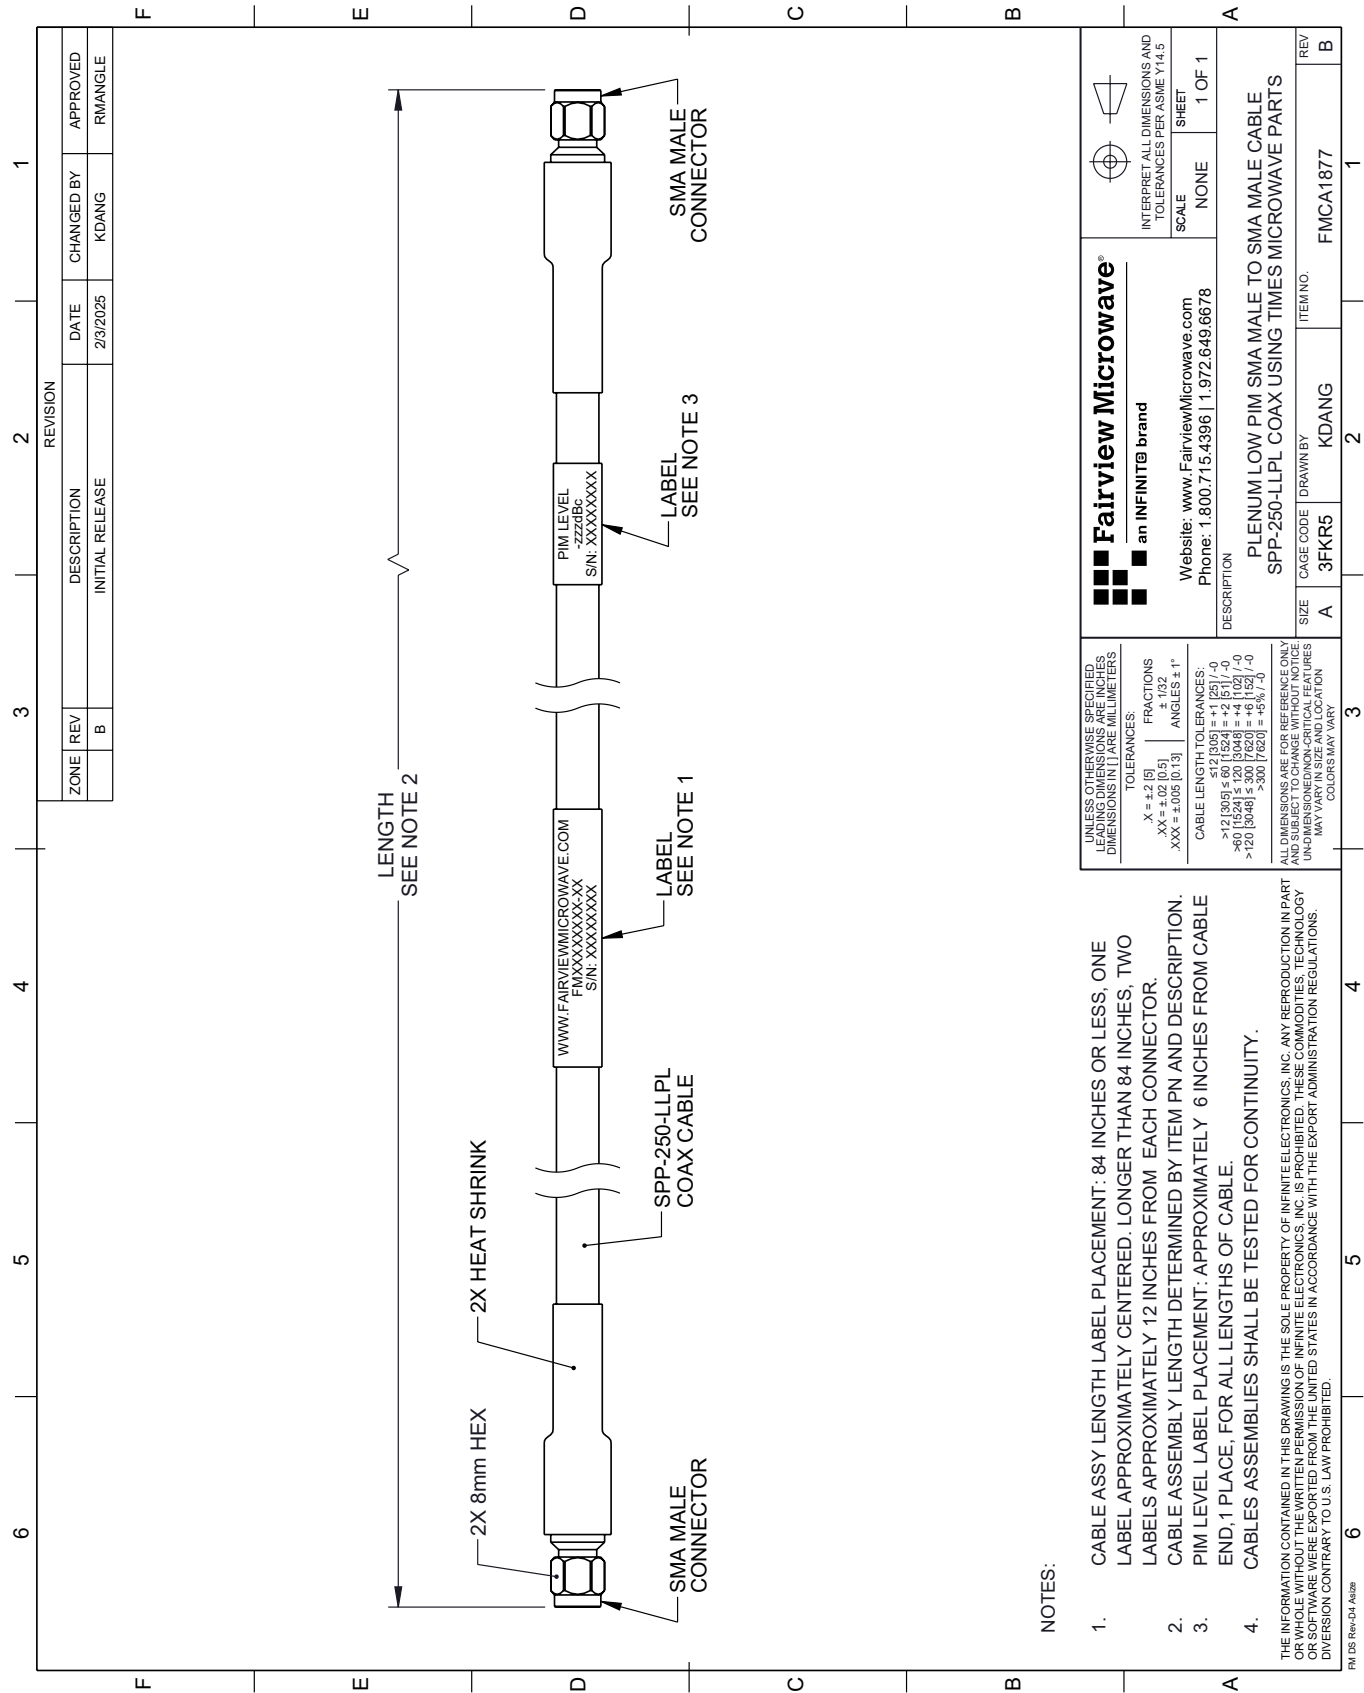 6
5
4
3
2
1
F
E
D
C
B
A
REVISION
ZONE
REV
DESCRIPTION
DATE
CHANGED BY
APPROVED
B
INITIAL RELEASE
2/3/2025
KDANG
RMANGLE
LENGTH
SEE NOTE 2
2X 8mm HEX
2X HEAT SHRINK
WWW.FAIRVIEWMICROWAVE.COM
FMXXXXXXXXX-XX
S/N: XXXXXXXX
PIM LEVEL
-zzzdBc
S/N: XXXXXXXX
SMA MALE
CONNECTOR
SPP-250-LLPL
COAX CABLE
LABEL
SEE NOTE 1
LABEL
SEE NOTE 3
SMA MALE
CONNECTOR
NOTES:
1. CABLE ASSY LENGTH LABEL PLACEMENT: 84 INCHES OR LESS, ONE
LABEL APPROXIMATELY CENTERED. LONGER THAN 84 INCHES, TWO
LABELS APPROXIMATELY 12 INCHES FROM EACH CONNECTOR.
2. CABLE ASSEMBLY LENGTH DETERMINED BY ITEM PN AND DESCRIPTION.
3. PIM LEVEL LABEL PLACEMENT: APPROXIMATELY 6 INCHES FROM CABLE
END,1 PLACE, FOR ALL LENGTHS OF CABLE.
4. CABLES ASSEMBLIES SHALL BE TESTED FOR CONTINUITY.
THE INFORMATION CONTAINED IN THIS DRAWING IS THE SOLE PROPERTY OF INFINITE ELECTRONICS, INC. ANY REPRODUCTION IN PART
OR WHOLE WITHOUT THE WRITTEN PERMISSION OF INFINITE ELECTRONICS, INC. IS PROHIBITED. THESE COMMODITIES, TECHNOLOGY
OR SOFTWARE WERE EXPORTED FROM THE UNITED STATES IN ACCORDANCE WITH THE EXPORT ADMINISTRATION REGULATIONS.
DIVERSION CONTRARY TO U.S. LAW PROHIBITED.
UNLESS OTHERWISE SPECIFIED
LEADING DIMENSIONS ARE INCHES
DIMENSIONS IN [ ] ARE MILLIMETERS
TOLERANCES:
.X = ±.2 [5]
.XX = ±.02 [0.5]
.XXX = ±.005 [0.13]
FRACTIONS
± 1/32
ANGLES ± 1°
CABLE LENGTH TOLERANCES:
≤12 [305] = +1 [25] / -0
>12 [305] ≤ 60 [1524] = +2 [51] / -0
>60 [1524] ≤ 120 [3048] = +4 [102] / -0
>120 [3048] ≤ 300 [7620] = +6 [152] / -0
>300 [7620] = +5% / -0
ALL DIMENSIONS ARE FOR REFERENCE ONLY
AND SUBJECT TO CHANGE WITHOUT NOTICE.
UN-DIMENSIONED/NON-CRITICAL FEATURES
MAY VARY IN SIZE AND LOCATION
COLORS MAY VARY
Fairview Microwave®
an INFINIT@ brand
Website: www.FairviewMicrowave.com
Phone: 1.800.715.4396 | 1.972.649.6678
INTERPRET ALL DIMENSIONS AND
TOLERANCES PER ASME Y14.5
SCALE
NONE
SHEET
1 OF 1
DESCRIPTION
PLENUM LOW PIM SMA MALE TO SMA MALE CABLE
SPP-250-LLPL COAX USING TIMES MICROWAVE PARTS
SIZE
A
CAGE CODE
3FKR5
DRAWN BY
KDANG
ITEM NO.
FMCA1877
REV
B
F
E
D
C
B
A
6
5
4
3
2
1
FM DS Rev-D4 Asize